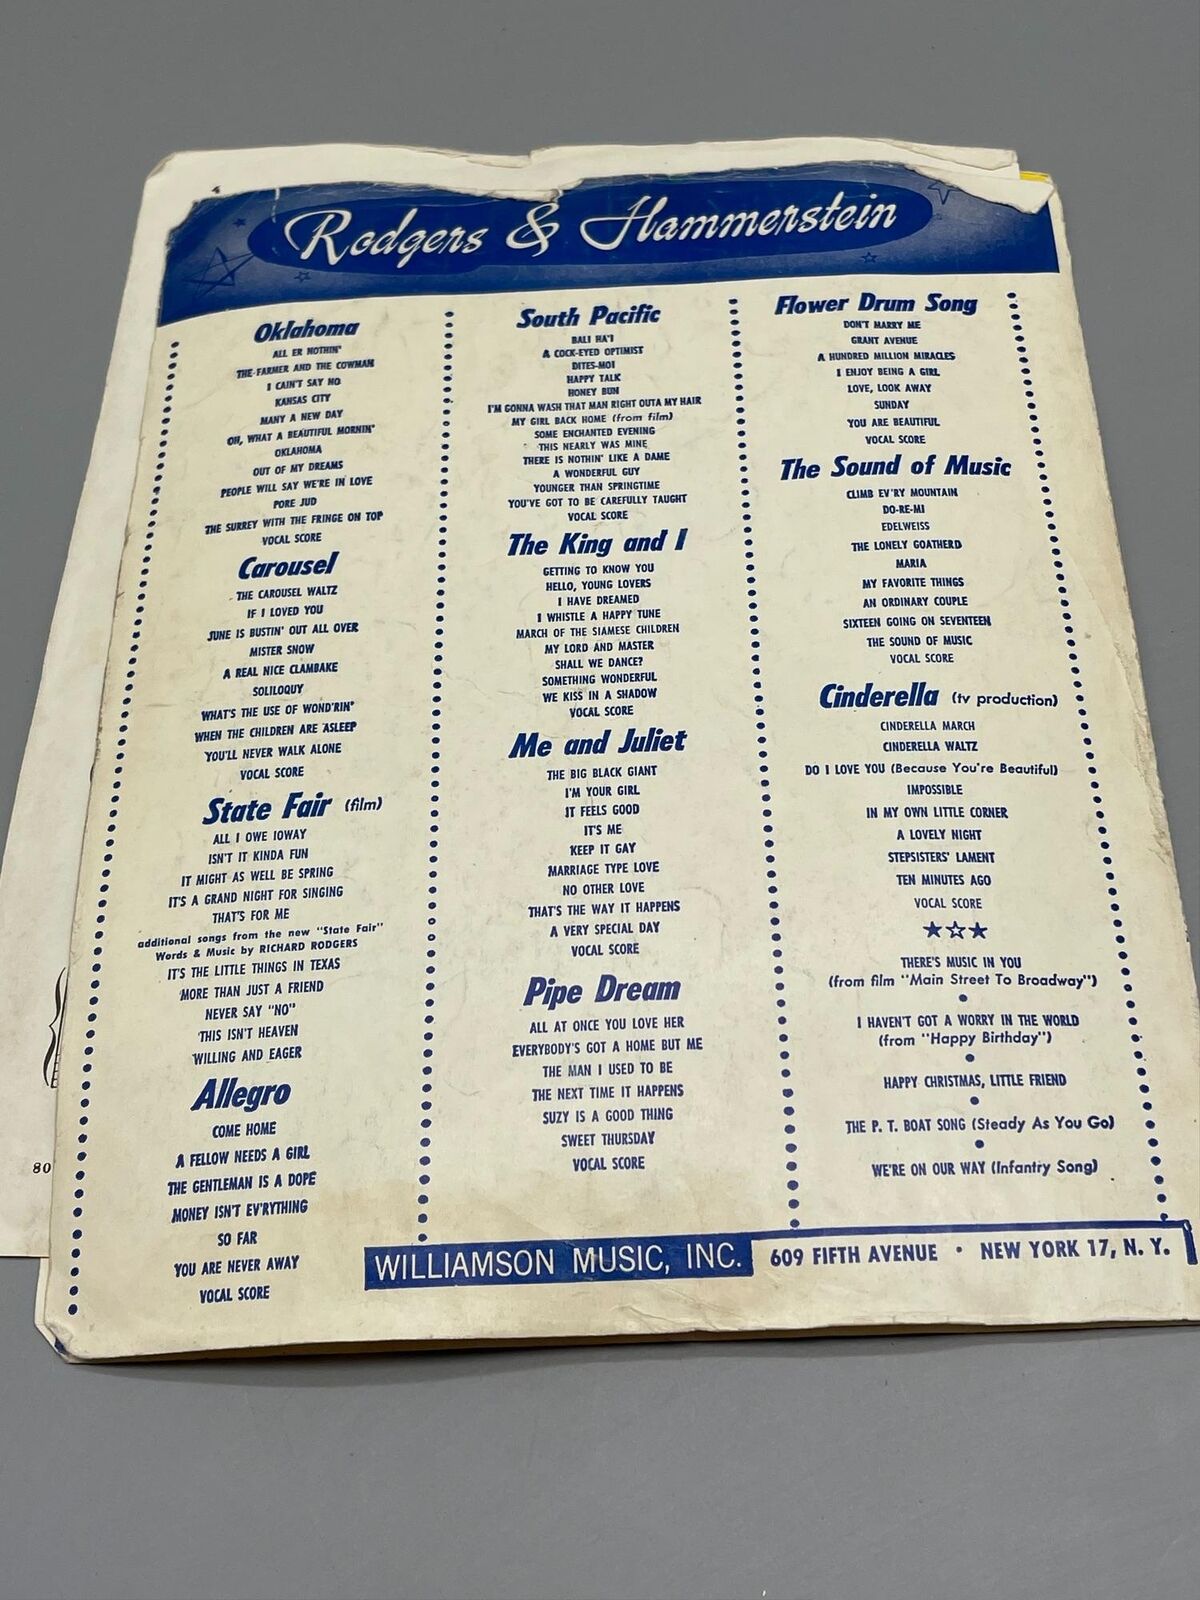 Rodgers & Hammerstein
Oklahoma
ALL ER NOTHIN'
THE FARMER AND THE COWMAN
I CAIN'T SAY NO
KANSAS CITY
MANY A NEW DAY
OH, WHAT A BEAUTIFUL MORNIN'
OKLAHOMA
OUT OF MY DREAMS
PEOPLE WILL SAY WE'RE IN LOVE
PORE JUD
THE SURREY WITH THE FRINGE ON TOP
VOCAL SCORE
Carousel
THE CAROUSEL WALTZ
IF I LOVED YOU
JUNE IS BUSTIN' OUT ALL OVER
MISTER SNOW
A REAL NICE CLAMBAKE
SOLILOQUY
WHAT'S THE USE OF WOND'RIN'
WHEN THE CHILDREN ARE ASLEEP
YOU'LL NEVER WALK ALONE
VOCAL SCORE
State Fair (film)
ALL I OWE IOWAY
ISN'T IT KINDA FUN
IT MIGHT AS WELL BE SPRING
IT'S A GRAND NIGHT FOR SINGING
THAT'S FOR ME
additional songs from the new "State Fair"
Words & Music by RICHARD RODGERS
IT'S THE LITTLE THINGS IN TEXAS
MORE THAN JUST A FRIEND
NEVER SAY "NO"
THIS ISN'T HEAVEN
WILLING AND EAGER
Allegro
COME HOME
A FELLOW NEEDS A GIRL
THE GENTLEMAN IS A DOPE
MONEY ISN'T EV'RYTHING
SO FAR
YOU ARE NEVER AWAY
VOCAL SCORE
South Pacific
BALI HA'I
A COCK-EYED OPTIMIST
DITES-MOI
HAPPY TALK
HONEY BUN
I'M GONNA WASH THAT MAN RIGHT OUTA MY HAIR
MY GIRL BACK HOME (from film)
SOME ENCHANTED EVENING
THIS NEARLY WAS MINE
THERE IS NOTHIN' LIKE A DAME
A WONDERFUL GUY
YOUNGER THAN SPRINGTIME
YOU'VE GOT TO BE CAREFULLY TAUGHT
VOCAL SCORE
The King and I
GETTING TO KNOW YOU
HELLO, YOUNG LOVERS
I HAVE DREAMED
I WHISTLE A HAPPY TUNE
MARCH OF THE SIAMESE CHILDREN
MY LORD AND MASTER
SHALL WE DANCE?
SOMETHING WONDERFUL
WE KISS IN A SHADOW
VOCAL SCORE
Me and Juliet
THE BIG BLACK GIANT
I'M YOUR GIRL
IT FEELS GOOD
IT'S ME
KEEP IT GAY
MARRIAGE TYPE LOVE
NO OTHER LOVE
THAT'S THE WAY IT HAPPENS
A VERY SPECIAL DAY
VOCAL SCORE
Pipe Dream
ALL AT ONCE YOU LOVE HER
EVERYBODY'S GOT A HOME BUT ME
THE MAN I USED TO BE
THE NEXT TIME IT HAPPENS
SUZY IS A GOOD THING
SWEET THURSDAY
VOCAL SCORE
Flower Drum Song
DON'T MARRY ME
GRANT AVENUE
A HUNDRED MILLION MIRACLES
I ENJOY BEING A GIRL
LOVE, LOOK AWAY
SUNDAY
YOU ARE BEAUTIFUL
VOCAL SCORE
The Sound of Music
CLIMB EV'RY MOUNTAIN
DO-RE-MI
EDELWEISS
THE LONELY GOATHERD
MARIA
MY FAVORITE THINGS
AN ORDINARY COUPLE
SIXTEEN GOING ON SEVENTEEN
THE SOUND OF MUSIC
VOCAL SCORE
Cinderella (tv production)
CINDERELLA MARCH
CINDERELLA WALTZ
DO I LOVE YOU (Because You're Beautiful)
IMPOSSIBLE
IN MY OWN LITTLE CORNER
A LOVELY NIGHT
STEPSISTERS' LAMENT
TEN MINUTES AGO
VOCAL SCORE
THERE'S MUSIC IN YOU
(from film "Main Street To Broadway")
I HAVEN'T GOT A WORRY IN THE WORLD
(from "Happy Birthday")
HAPPY CHRISTMAS, LITTLE FRIEND
THE P. T. BOAT SONG (Steady As You Go)
WE'RE ON OUR WAY (Infantry Song)
WILLIAMSON MUSIC, INC. 609 FIFTH AVENUE • NEW YORK 17, N. Y.
80